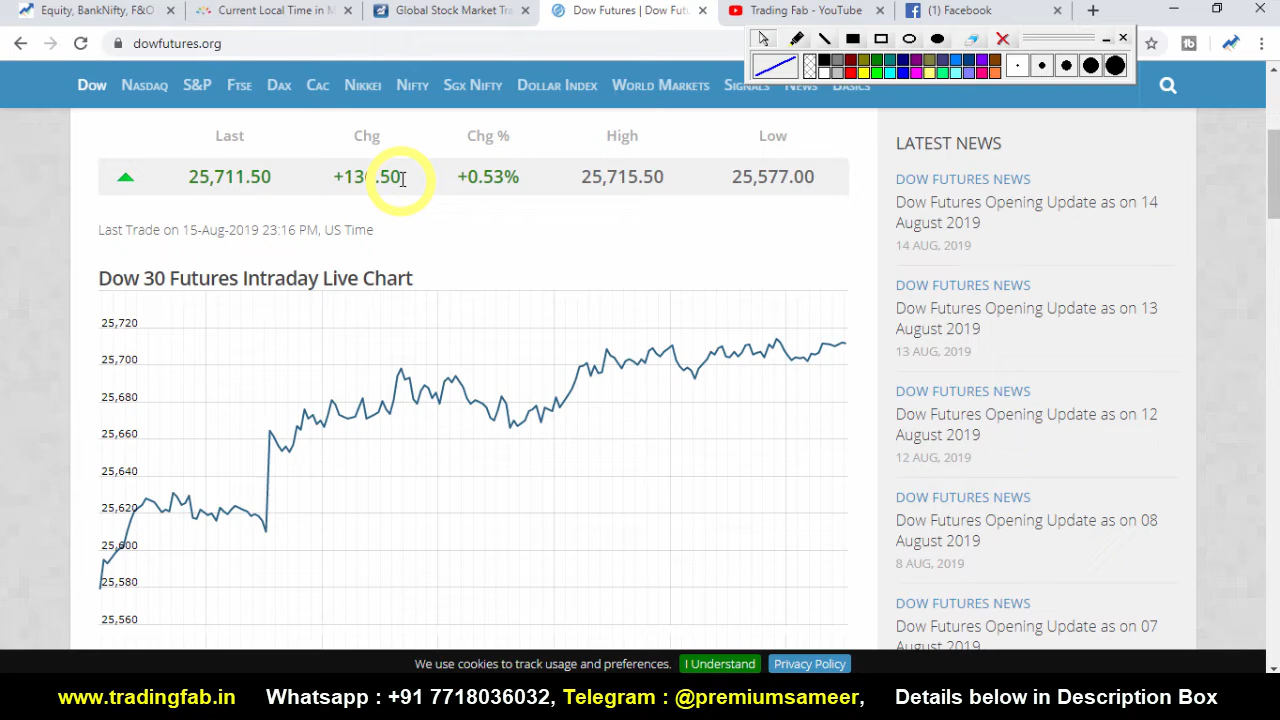 Equity, BankNifty, F&O
Current Local Time in M
Global Stock Market Tra
Dow Futures | Dow Futu
Trading Fab - YouTube
(1) Facebook
dowfutures.org
Dow
Nasdaq
S&P
Ftse
Dax
Cac
Nikkei
Nifty
Sgx Nifty
Dollar Index
World Markets
Signals
News
Basics
Last Chg Chg % High Low
25,711.50 .50 +0.53% 25,715.50 25,577.00
Last Trade on 15-Aug-2019 23:16 PM, US Time
Dow 30 Futures Intraday Live Chart
25,720
25,700
25,680
25,660
25,640
25,620
25,600
25,580
25,560
LATEST NEWS
DOW FUTURES NEWS
Dow Futures Opening Update as on 14
August 2019
14 AUG, 2019
DOW FUTURES NEWS
Dow Futures Opening Update as on 13
August 2019
13 AUG, 2019
DOW FUTURES NEWS
Dow Futures Opening Update as on 12
August 2019
12 AUG, 2019
DOW FUTURES NEWS
Dow Futures Opening Update as on 08
August 2019
8 AUG, 2019
DOW FUTURES NEWS
Dow Futures Opening Update as on 07
August 2019
We use cookies to track usage and preferences. I Understand Privacy Policy
www.tradingfab.in Whatsapp : +91 7718036032, Telegram : @premiumsameer, Details below in Description Box